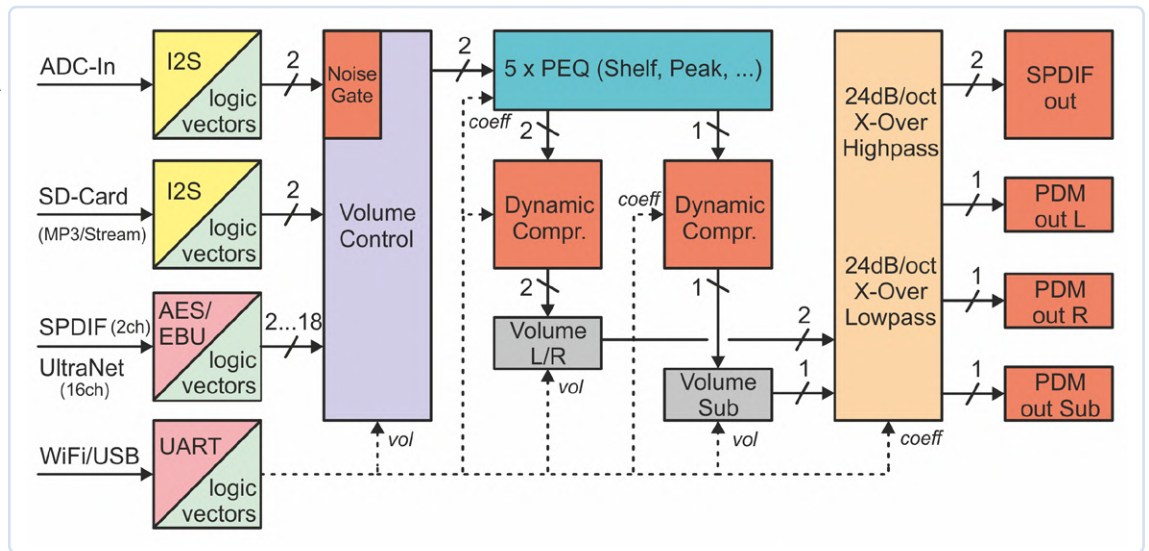 ADC-In
I2S
logic
vectors
2
Noise
Gate
2
5 x PEQ (Shelf, Peak, ...)
coeff
2
1
24dB/oct
X-Over
Highpass
2
SPDIF
out
SD-Card
(MP3/Stream)
I2S
logic
vectors
2
Volume
Control
Dynamic
Compr.
coeff
Dynamic
Compr.
1
PDM
out L
SPDIF (2ch)
UltraNet
(16ch)
AES/
EBU
logic
vectors
2...18
2
1
Volume
L/R
vol
2
24dB/oct
X-Over
Lowpass
1
PDM
out R
Volume
Sub
1
vol
1
PDM
out Sub
WiFi/USB
UART
logic
vectors
vol
coeff